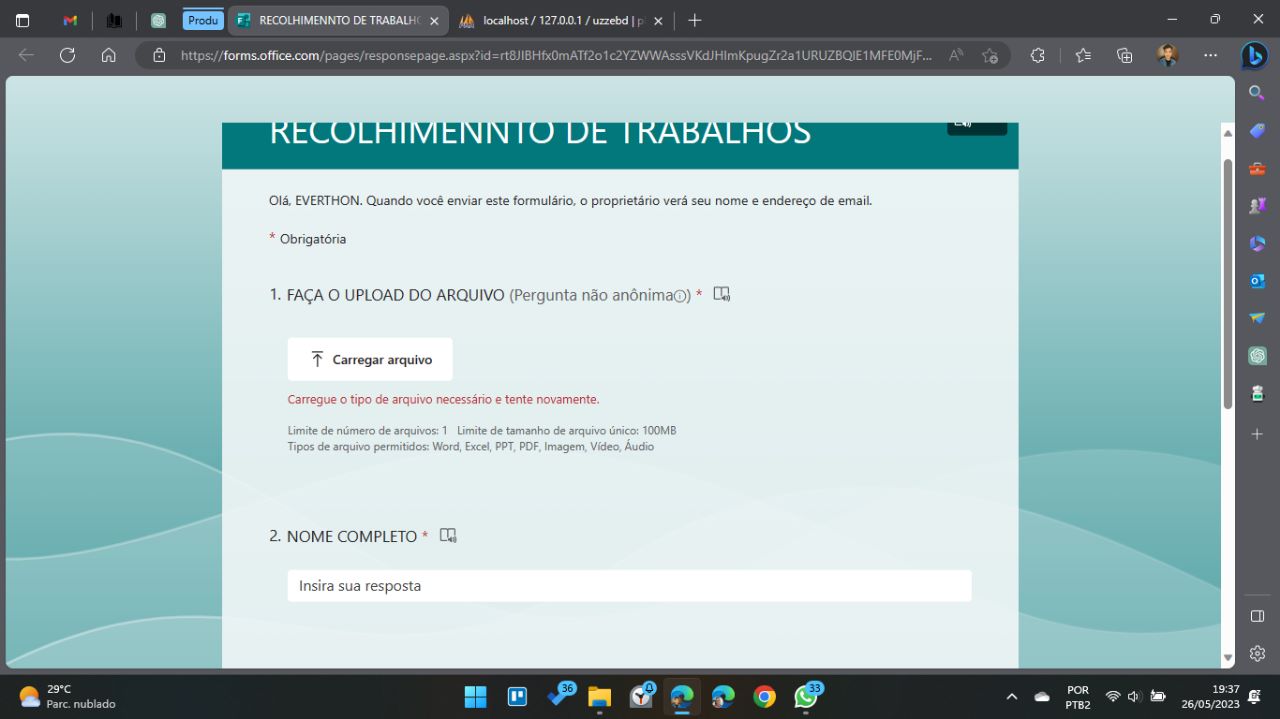 Produ
RECOLHIMENNTO DE TRABALHO
localhost / 127.0.0.1 / uzzebd | p
https://forms.office.com/pages/responsepage.aspx?id=rt8JIBHfx0mATf2o1c2YZWWAsssVKdJHImKpugZr2a1URUZBQlE1MFE0MjF...
RECOLHIMENNTO DE TRABALHOS
Olá, EVERTHON. Quando você enviar este formulário, o proprietário verá seu nome e endereço de email.
* Obrigatória
1. FAÇA O UPLOAD DO ARQUIVO (Pergunta não anônima) *
Carregar arquivo
Carregue o tipo de arquivo necessário e tente novamente.
Limite de número de arquivos: 1 Limite de tamanho de arquivo único: 100MB
Tipos de arquivo permitidos: Word, Excel, PPT, PDF, Imagem, Vídeo, Áudio
2. NOME COMPLETO *
Insira sua resposta
29°C
Parc. nublado
36
33
POR
PTB2
19:37
26/05/2023